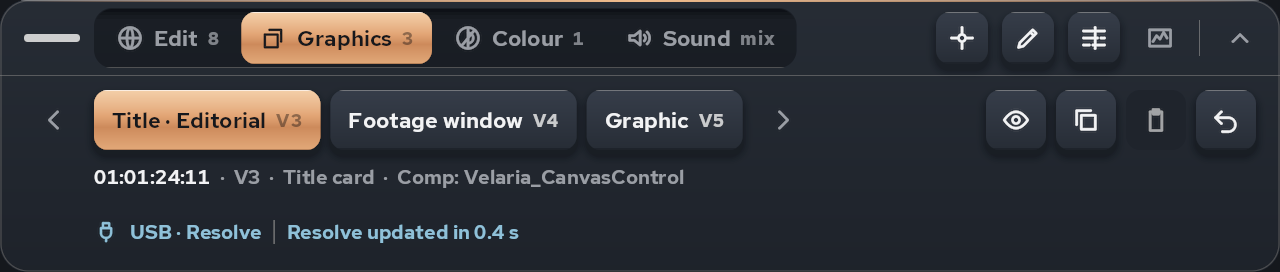 Edit 8 Graphics 3 Colour 1 Sound mix
Title · Editorial V3 Footage window V4 Graphic V5
01:01:24:11 · V3 · Title card · Comp: Velaria_CanvasControl
USB · Resolve | Resolve updated in 0.4 s